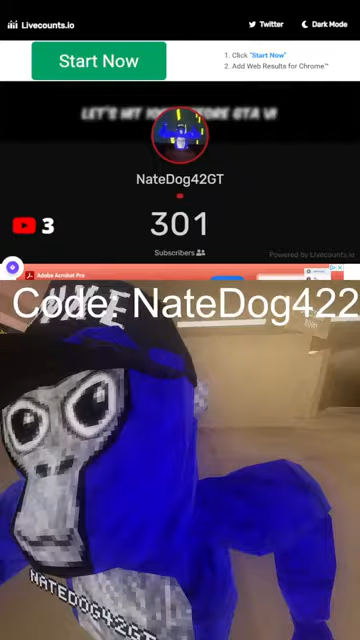 Livecounts.io
Twitter
Dark Mode
Start Now
1. Click "Start Now"
2. Add Web Results for Chrome™
NateDog42GT
3
301
Subscribers
Powered by Livecounts.io
Adobe Acrobat Pro
Code: NateDog422
NATEDOG42GT